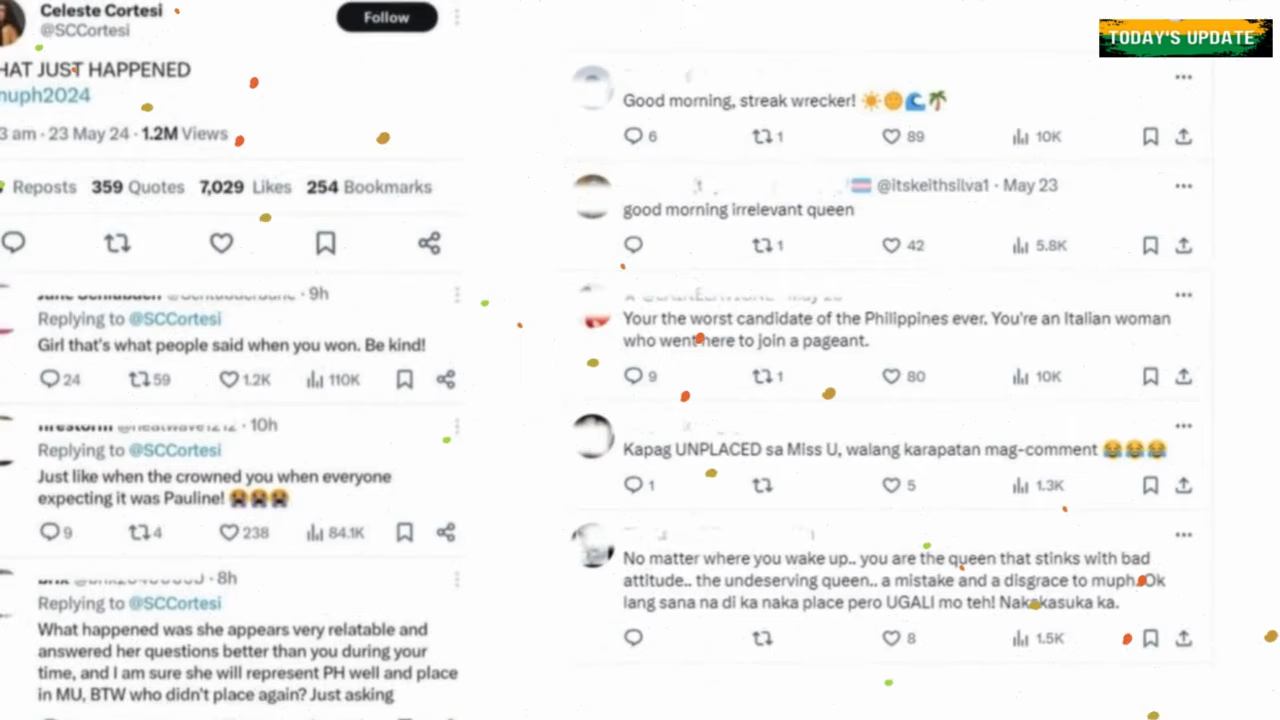 Celeste Cortesi
@SCCortesi
Follow
HAT JUST HAPPENED
muph2024
3 am · 23 May 24 · 1.2M Views
Reposts 359 Quotes 7,029 Likes 254 Bookmarks
· 9h
Replying to @SCCortesi
Girl that's what people said when you won. Be kind!
24 59 1.2K 110K
· 10h
Replying to @SCCortesi
Just like when the crowned you when everyone
expecting it was Pauline! 😭😭😭
9 4 238 84.1K
· 8h
Replying to @SCCortesi
What happened was she appears very relatable and
answered her questions better than you during your
time, and I am sure she will represent PH well and place
in MU, BTW who didn't place again? Just asking
TODAY'S UPDATE
Good morning, streak wrecker! ☀️🌞🌊🌴
6 1 89 10K
@itskeithsilva1 · May 23
good morning irrelevant queen
1 42 5.8K
Your the worst candidate of the Philippines ever. You're an Italian woman
who went here to join a pageant.
9 1 80 10K
Kapag UNPLACED sa Miss U, walang karapatan mag-comment 😂😂😂
1 5 1.3K
No matter where you wake up.. you are the queen that stinks with bad
attitude.. the undeserving queen.. a mistake and a disgrace to muph. Ok
lang sana na di ka naka place pero UGALI mo teh! Nakakasuka ka.
8 1.5K